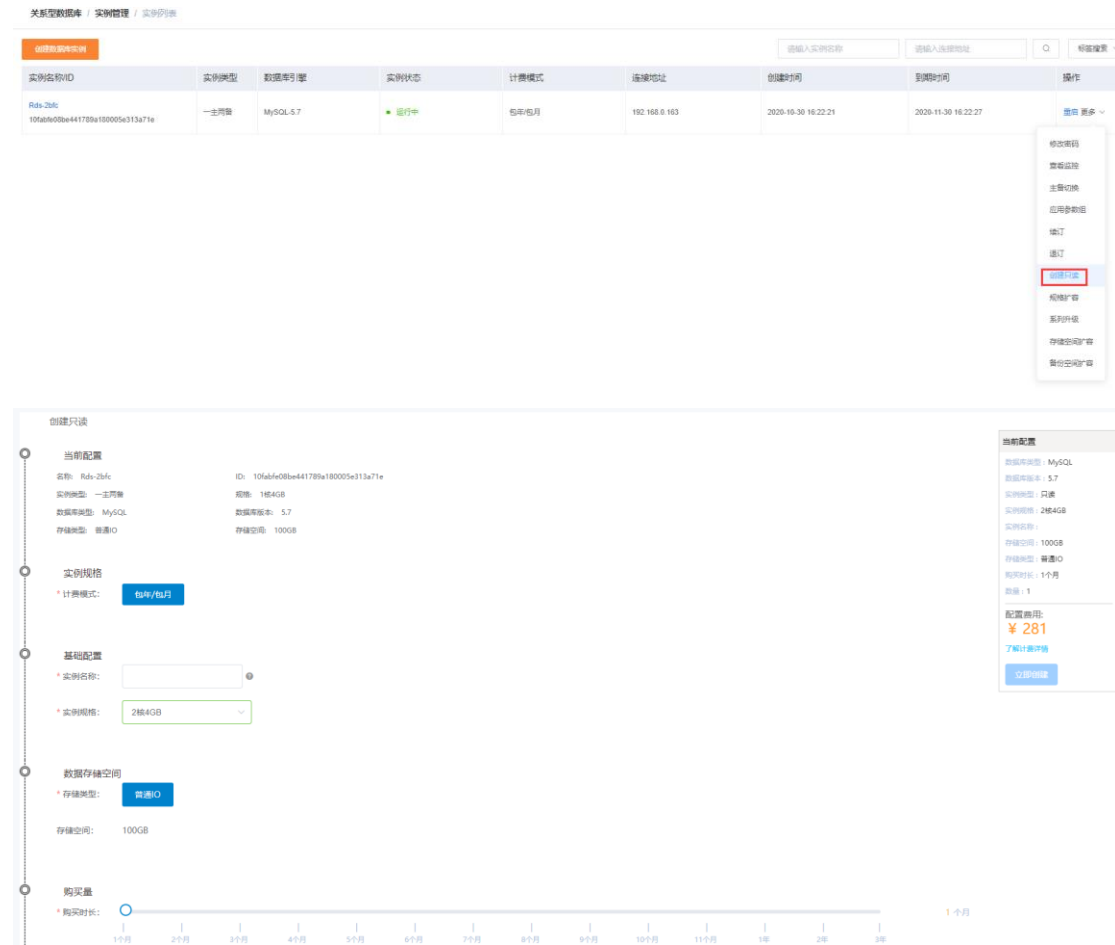 关系型数据库 / 实例管理 / 实例列表
创建数据库实例 请输入实例名称 请输入连接地址 标签搜索
实例名称/ID 实例类型 数据库引擎 实例状态 计费模式 连接地址 创建时间 到期时间 操作
Rds-2bfc
10fabfe08be441789a180005e313a71e 一主两备 MySQL-5.7 运行中 包年/包月 192.168.0.163 2020-10-30 16:22:21 2020-11-30 16:22:27 重启 更多
修改密码
查看监控
主备切换
应用参数组
续订
退订
创建只读
规格扩容
系列升级
存储空间扩容
备份空间扩容
创建只读
当前配置
名称: Rds-2bfc ID: 10fabfe08be441789a180005e313a71e
实例类型: 一主两备 规格: 1核4GB
数据库类型: MySQL 数据库版本: 5.7
存储类型: 普通IO 存储空间: 100GB
实例规格
* 计费模式: 包年/包月
基础配置
* 实例名称:
* 实例规格: 2核4GB
数据存储空间
* 存储类型: 普通IO
存储空间: 100GB
购买量
* 购买时长: 1 个月
1个月 2个月 3个月 4个月 5个月 6个月 7个月 8个月 9个月 10个月 11个月 1年 2年 3年
当前配置
数据库类型: MySQL
数据库版本: 5.7
实例类型: 只读
实例规格: 2核4GB
实例名称:
存储空间: 100GB
存储类型: 普通IO
购买时长: 1个月
数量: 1
配置费用:
¥ 281
了解计费详情
立即创建